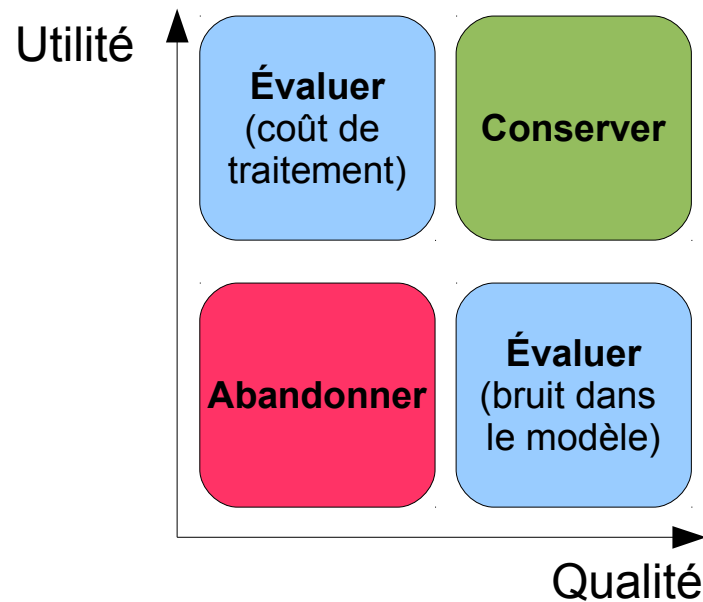 Utilité
Évaluer
(coût de
traitement)
Conserver
Abandonner
Évaluer
(bruit dans
le modèle)
Qualité